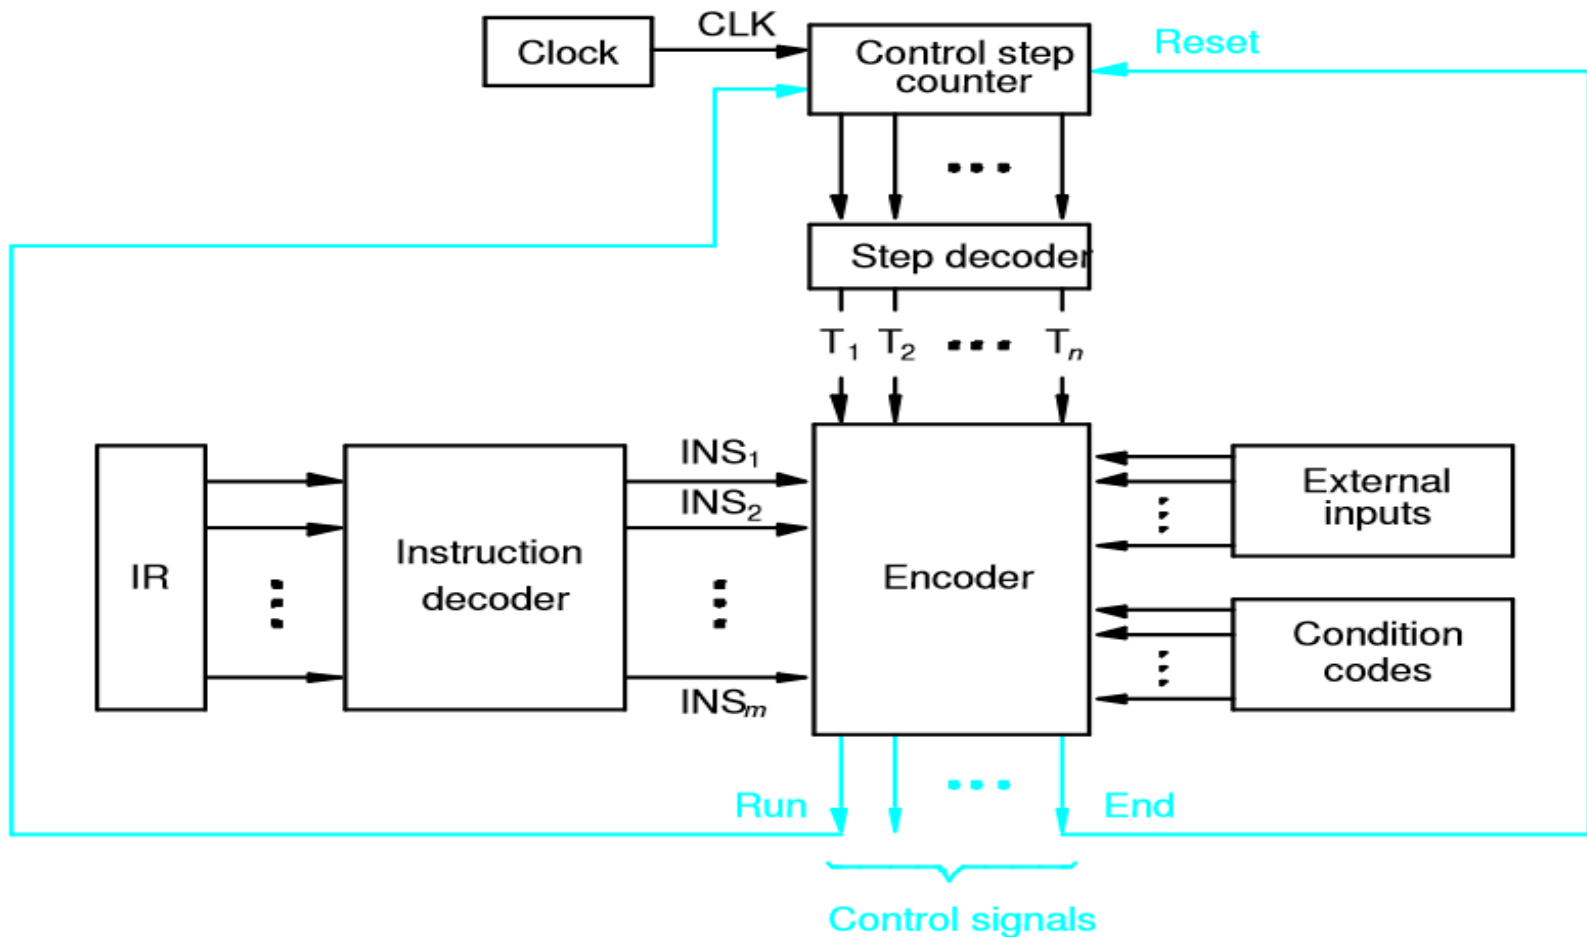 CLK
Clock
Control step
counter
Reset
Step decoder
T1 T2 Tn
INS1
INS2
INSm
IR
Instruction
decoder
Encoder
External
inputs
Condition
codes
Run
End
Control signals